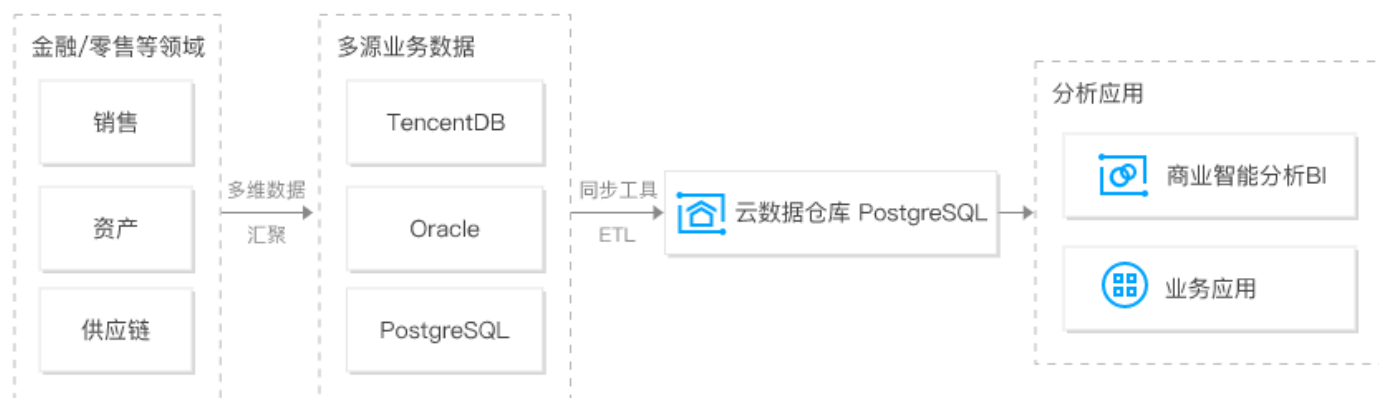 金融/零售等领域
销售
资产
供应链
多维数据
汇聚
多源业务数据
TencentDB
Oracle
PostgreSQL
同步工具
ETL
云数据仓库 PostgreSQL
分析应用
商业智能分析BI
业务应用